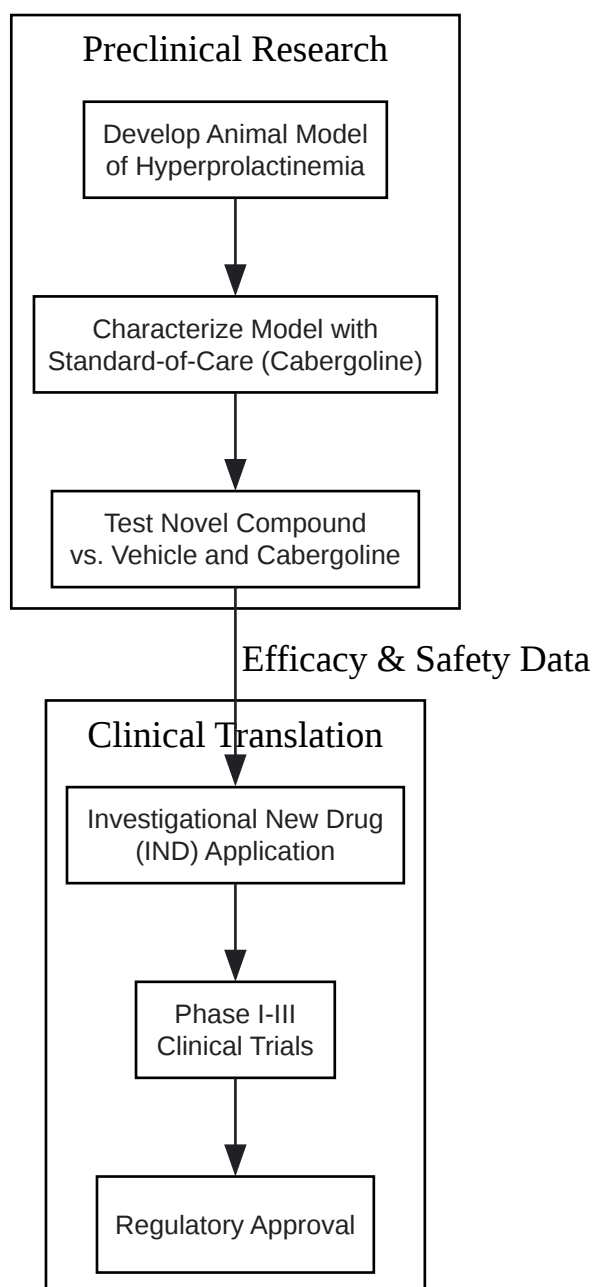 Preclinical Research
Develop Animal Model
of Hyperprolactinemia
Characterize Model with
Standard-of-Care (Cabergoline)
Test Novel Compound
vs. Vehicle and Cabergoline
Efficacy & Safety Data
Clinical Translation
Investigational New Drug
(IND) Application
Phase I-III
Clinical Trials
Regulatory Approval